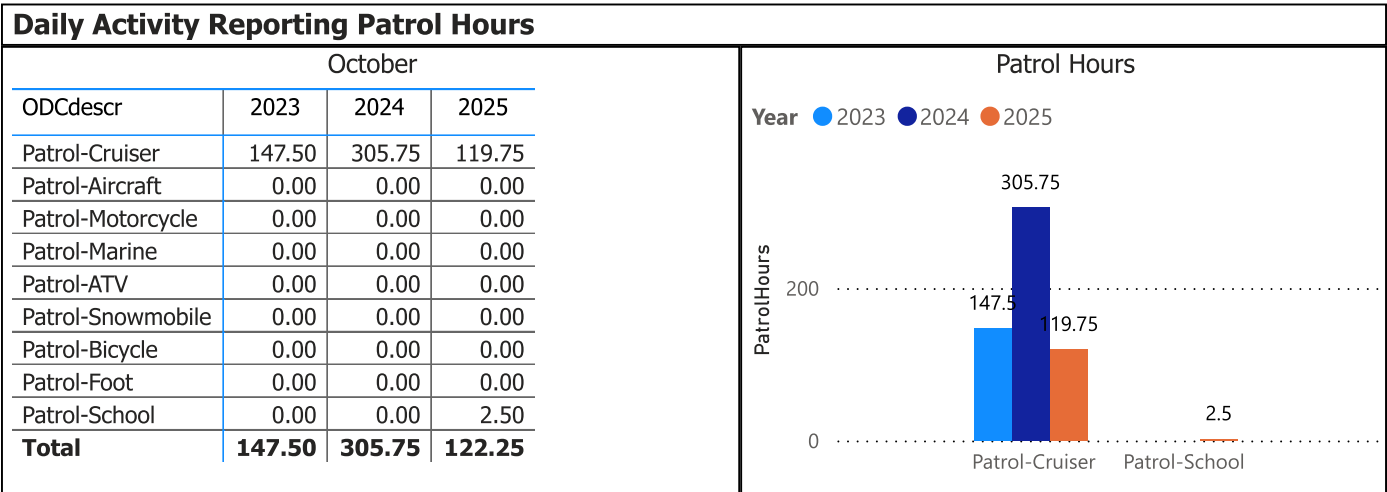 Daily Activity Reporting Patrol Hours
October
ODCdescr 2023 2024 2025
Patrol-Cruiser 147.50 305.75 119.75
Patrol-Aircraft 0.00 0.00 0.00
Patrol-Motorcycle 0.00 0.00 0.00
Patrol-Marine 0.00 0.00 0.00
Patrol-ATV 0.00 0.00 0.00
Patrol-Snowmobile 0.00 0.00 0.00
Patrol-Bicycle 0.00 0.00 0.00
Patrol-Foot 0.00 0.00 0.00
Patrol-School 0.00 0.00 2.50
Total 147.50 305.75 122.25
Patrol Hours
Year 2023 2024 2025
PatrolHours
305.75
200
147.5
119.75
2.5
0
Patrol-Cruiser Patrol-School